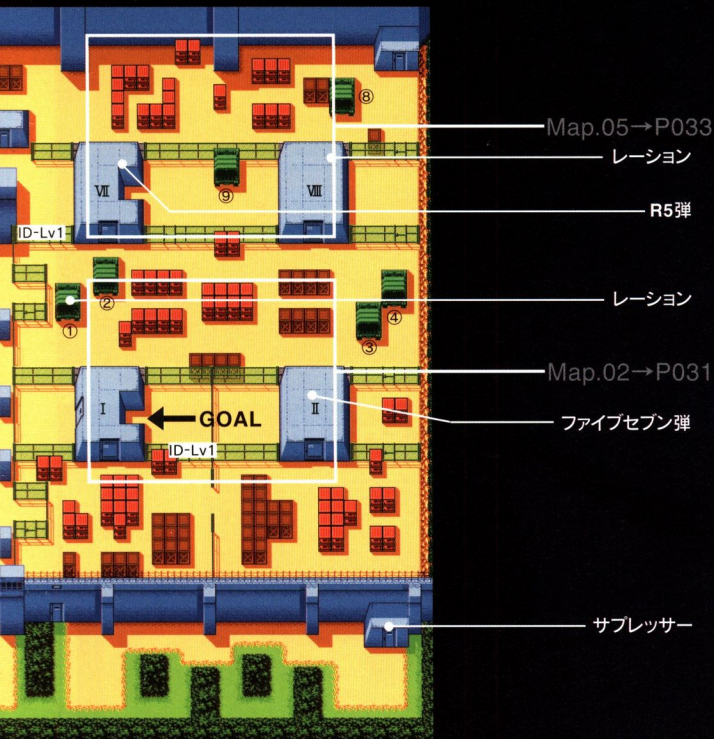 ⑧
Map.05→P033
レーション
Ⅶ
Ⅷ
⑨
R5弾
ID-Lv1
②
レーション
①
④
③
Map.02→P031
Ⅰ
GOAL
Ⅱ
ファイブセブン弾
ID-Lv1
サプレッサー